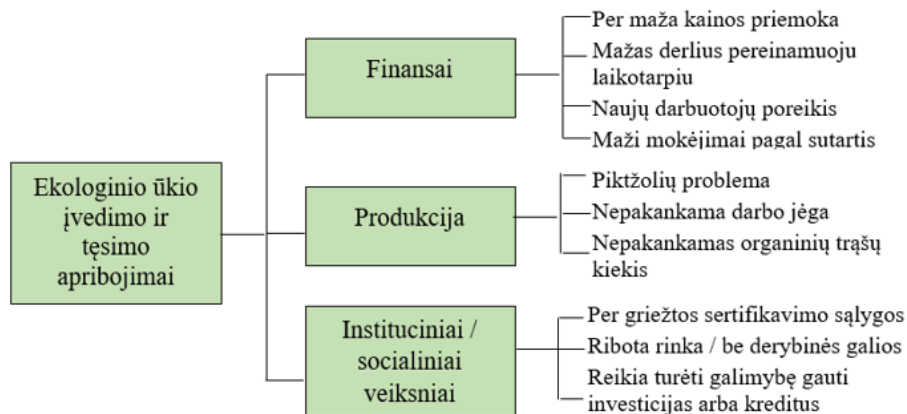 Ekologinio ūkio
įvedimo ir
tęsimo
apribojimai
Finansai
Per maža kainos priemoka
Mažas derlius pereinamuoju
laikotarpiu
Naujų darbuotojų poreikis
Maži mokėjimai pagal sutartis
Produkcija
Piktžolių problema
Nepakankama darbo jėga
Nepakankamas organinių trąšų
kiekis
Instituciniai /
socialiniai
veiksniai
Per griežtos sertifikavimo sąlygos
Ribota rinka / be derybinės galios
Reikia turėti galimybę gauti
investicijas arba kreditus